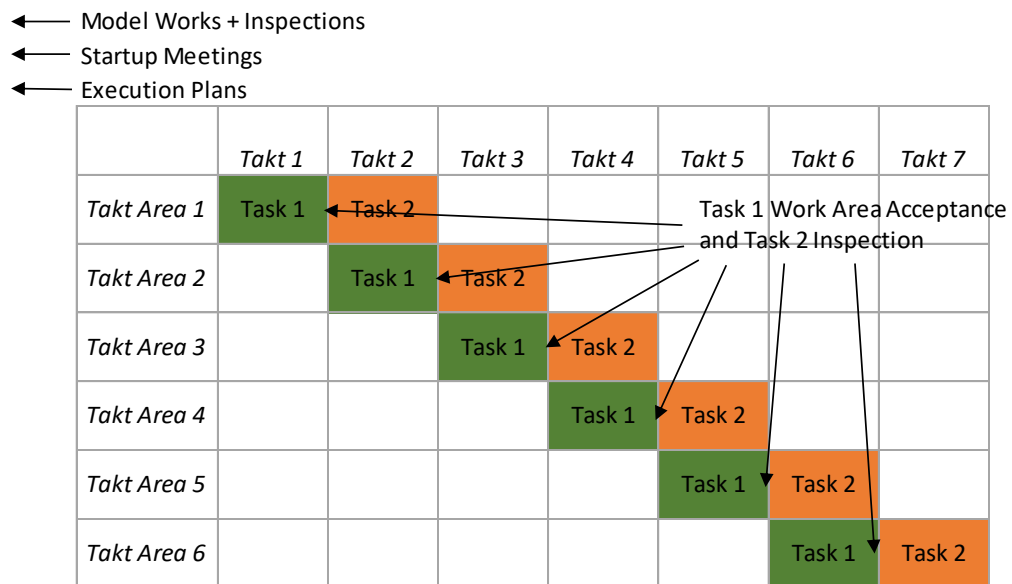 Model Works + Inspections
Startup Meetings
Execution Plans
Takt 1 Takt 2 Takt 3 Takt 4 Takt 5 Takt 6 Takt 7
Takt Area 1 Task 1 Task 2 Task 1 Work Area Acceptance
and Task 2 Inspection
Takt Area 2 Task 1 Task 2
Takt Area 3 Task 1 Task 2
Takt Area 4 Task 1 Task 2
Takt Area 5 Task 1 Task 2
Takt Area 6 Task 1 Task 2